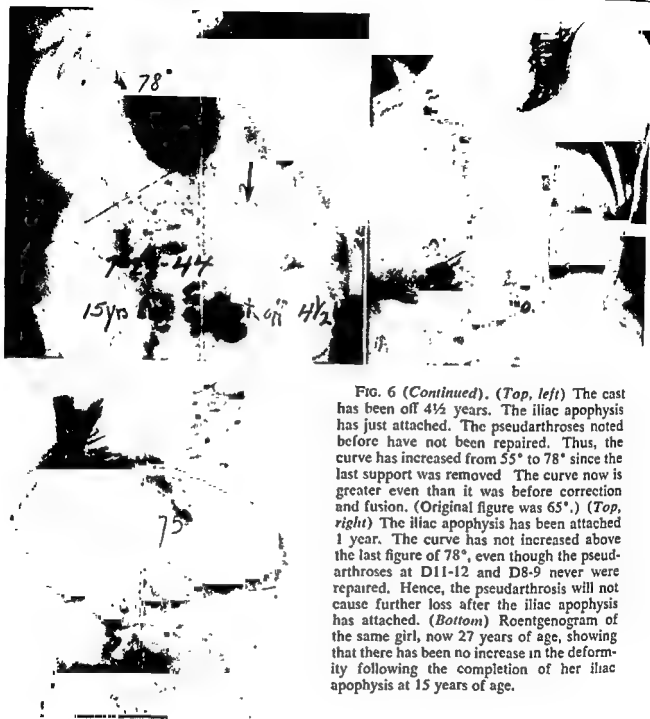 78°
44
15 yrs
off 4½
75°
FIG. 6 (Continued). (Top, left) The cast
has been off 4½ years. The iliac apophysis
has just attached. The pseudarthroses noted
before have not been repaired. Thus, the
curve has increased from 55° to 78° since the
last support was removed The curve now is
greater even than it was before correction
and fusion. (Original figure was 65°.) (Top,
right) The iliac apophysis has been attached
1 year. The curve has not increased above
the last figure of 78°, even though the pseud-
arthroses at D11-12 and D8-9 never were
repaired. Hence, the pseudarthrosis will not
cause further loss after the iliac apophysis
has attached. (Bottom) Roentgenogram of
the same girl, now 27 years of age, showing
that there has been no increase in the deform-
ity following the completion of her iliac
apophysis at 15 years of age.